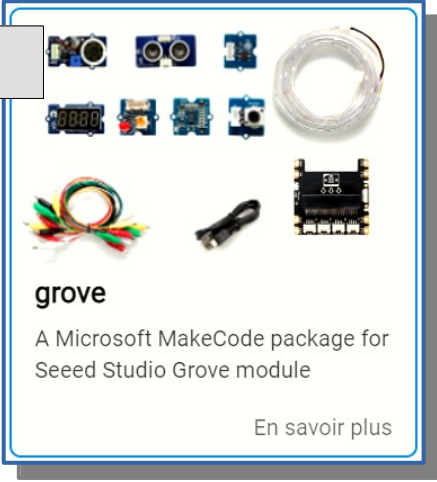 grove
A Microsoft MakeCode package for
Seeed Studio Grove module
En savoir plus